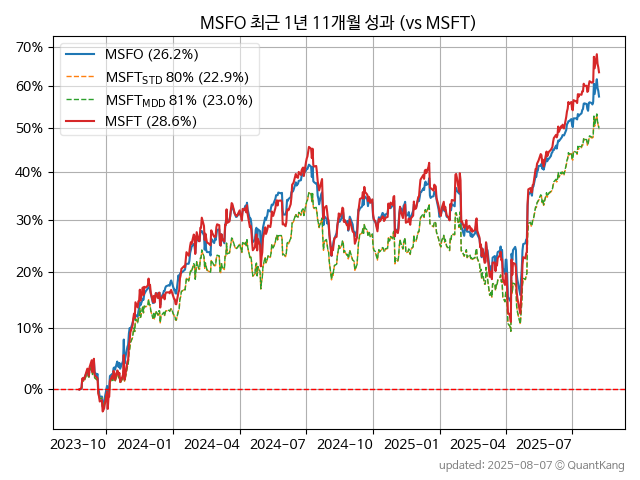 MSFO 최근 1년 11개월 성과 (vs MSFT)
MSFO (26.2%)
MSFT_STD 80% (22.9%)
MSFT_MDD 81% (23.0%)
MSFT (28.6%)
70%
60%
50%
40%
30%
20%
10%
0%
2023-10 2024-01 2024-04 2024-07 2024-10 2025-01 2025-04 2025-07
updated: 2025-08-07 © QuantKang